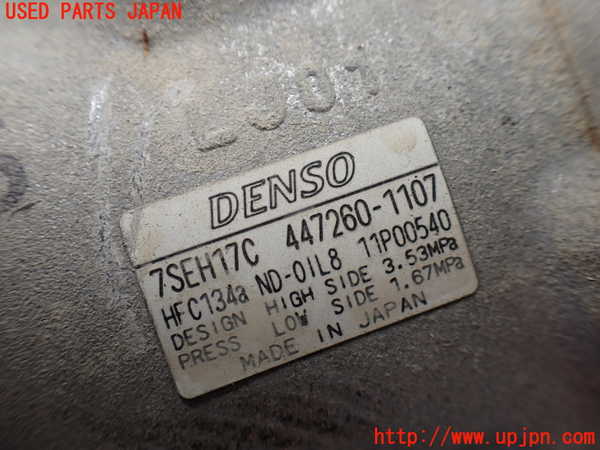 USED PARTS JAPAN
DENSO
7SEH17C 447260-1107
HFC134a ND-OIL8 11P00540
DESIGN HIGH SIDE 3.53MPa
PRESS LOW SIDE 1.67MPa
MADE IN JAPAN
http://www.upjpn.com/